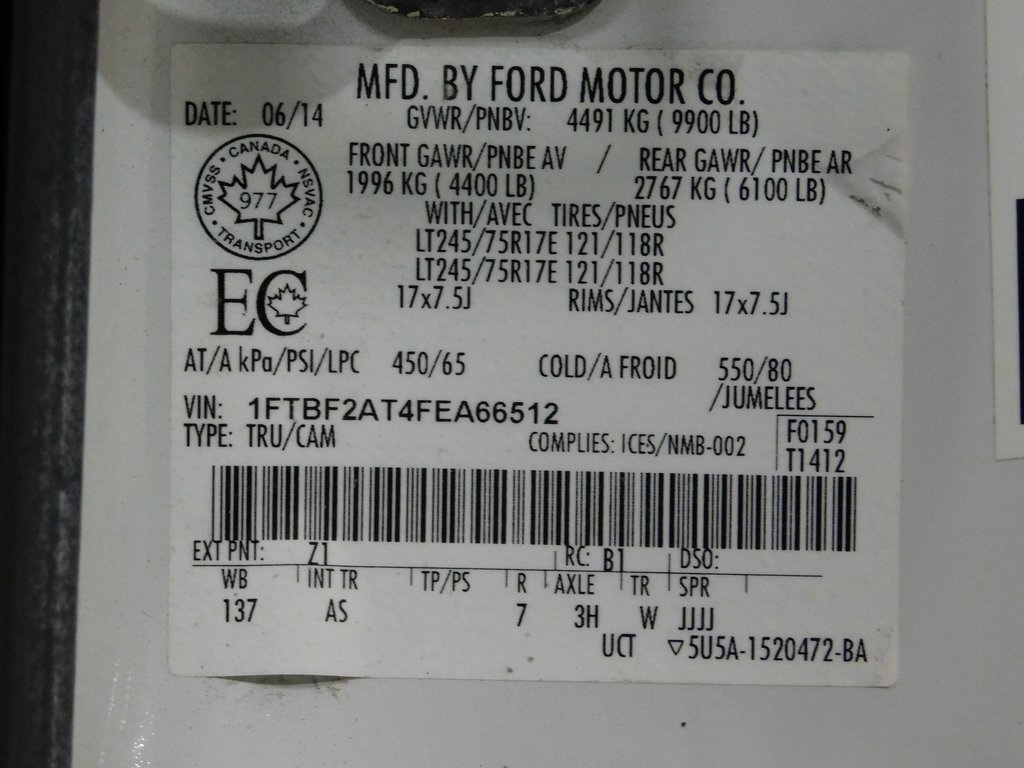 MFD. BY FORD MOTOR CO.
DATE: 06/14 GVWR/PNBV: 4491 KG ( 9900 LB)
CANADA · NSVAC · TRANSPORT · CMVSS ·
977
FRONT GAWR/PNBE AV / REAR GAWR/ PNBE AR
1996 KG ( 4400 LB) 2767 KG ( 6100 LB)
WITH/AVEC TIRES/PNEUS
LT245/75R17E 121/118R
LT245/75R17E 121/118R
EC
17x7.5J RIMS/JANTES 17x7.5J
AT/A kPa/PSI/LPC 450/65 COLD/A FROID 550/80
/JUMELEES
VIN: 1FTBF2AT4FEA66512
TYPE: TRU/CAM COMPLIES: ICES/NMB-002
F0159
T1412
EXT PNT: Z1 RC: B1 DSO:
WB INT TR TP/PS R AXLE TR SPR
137 AS 7 3H W JJJJ
UCT ▽5U5A-1520472-BA